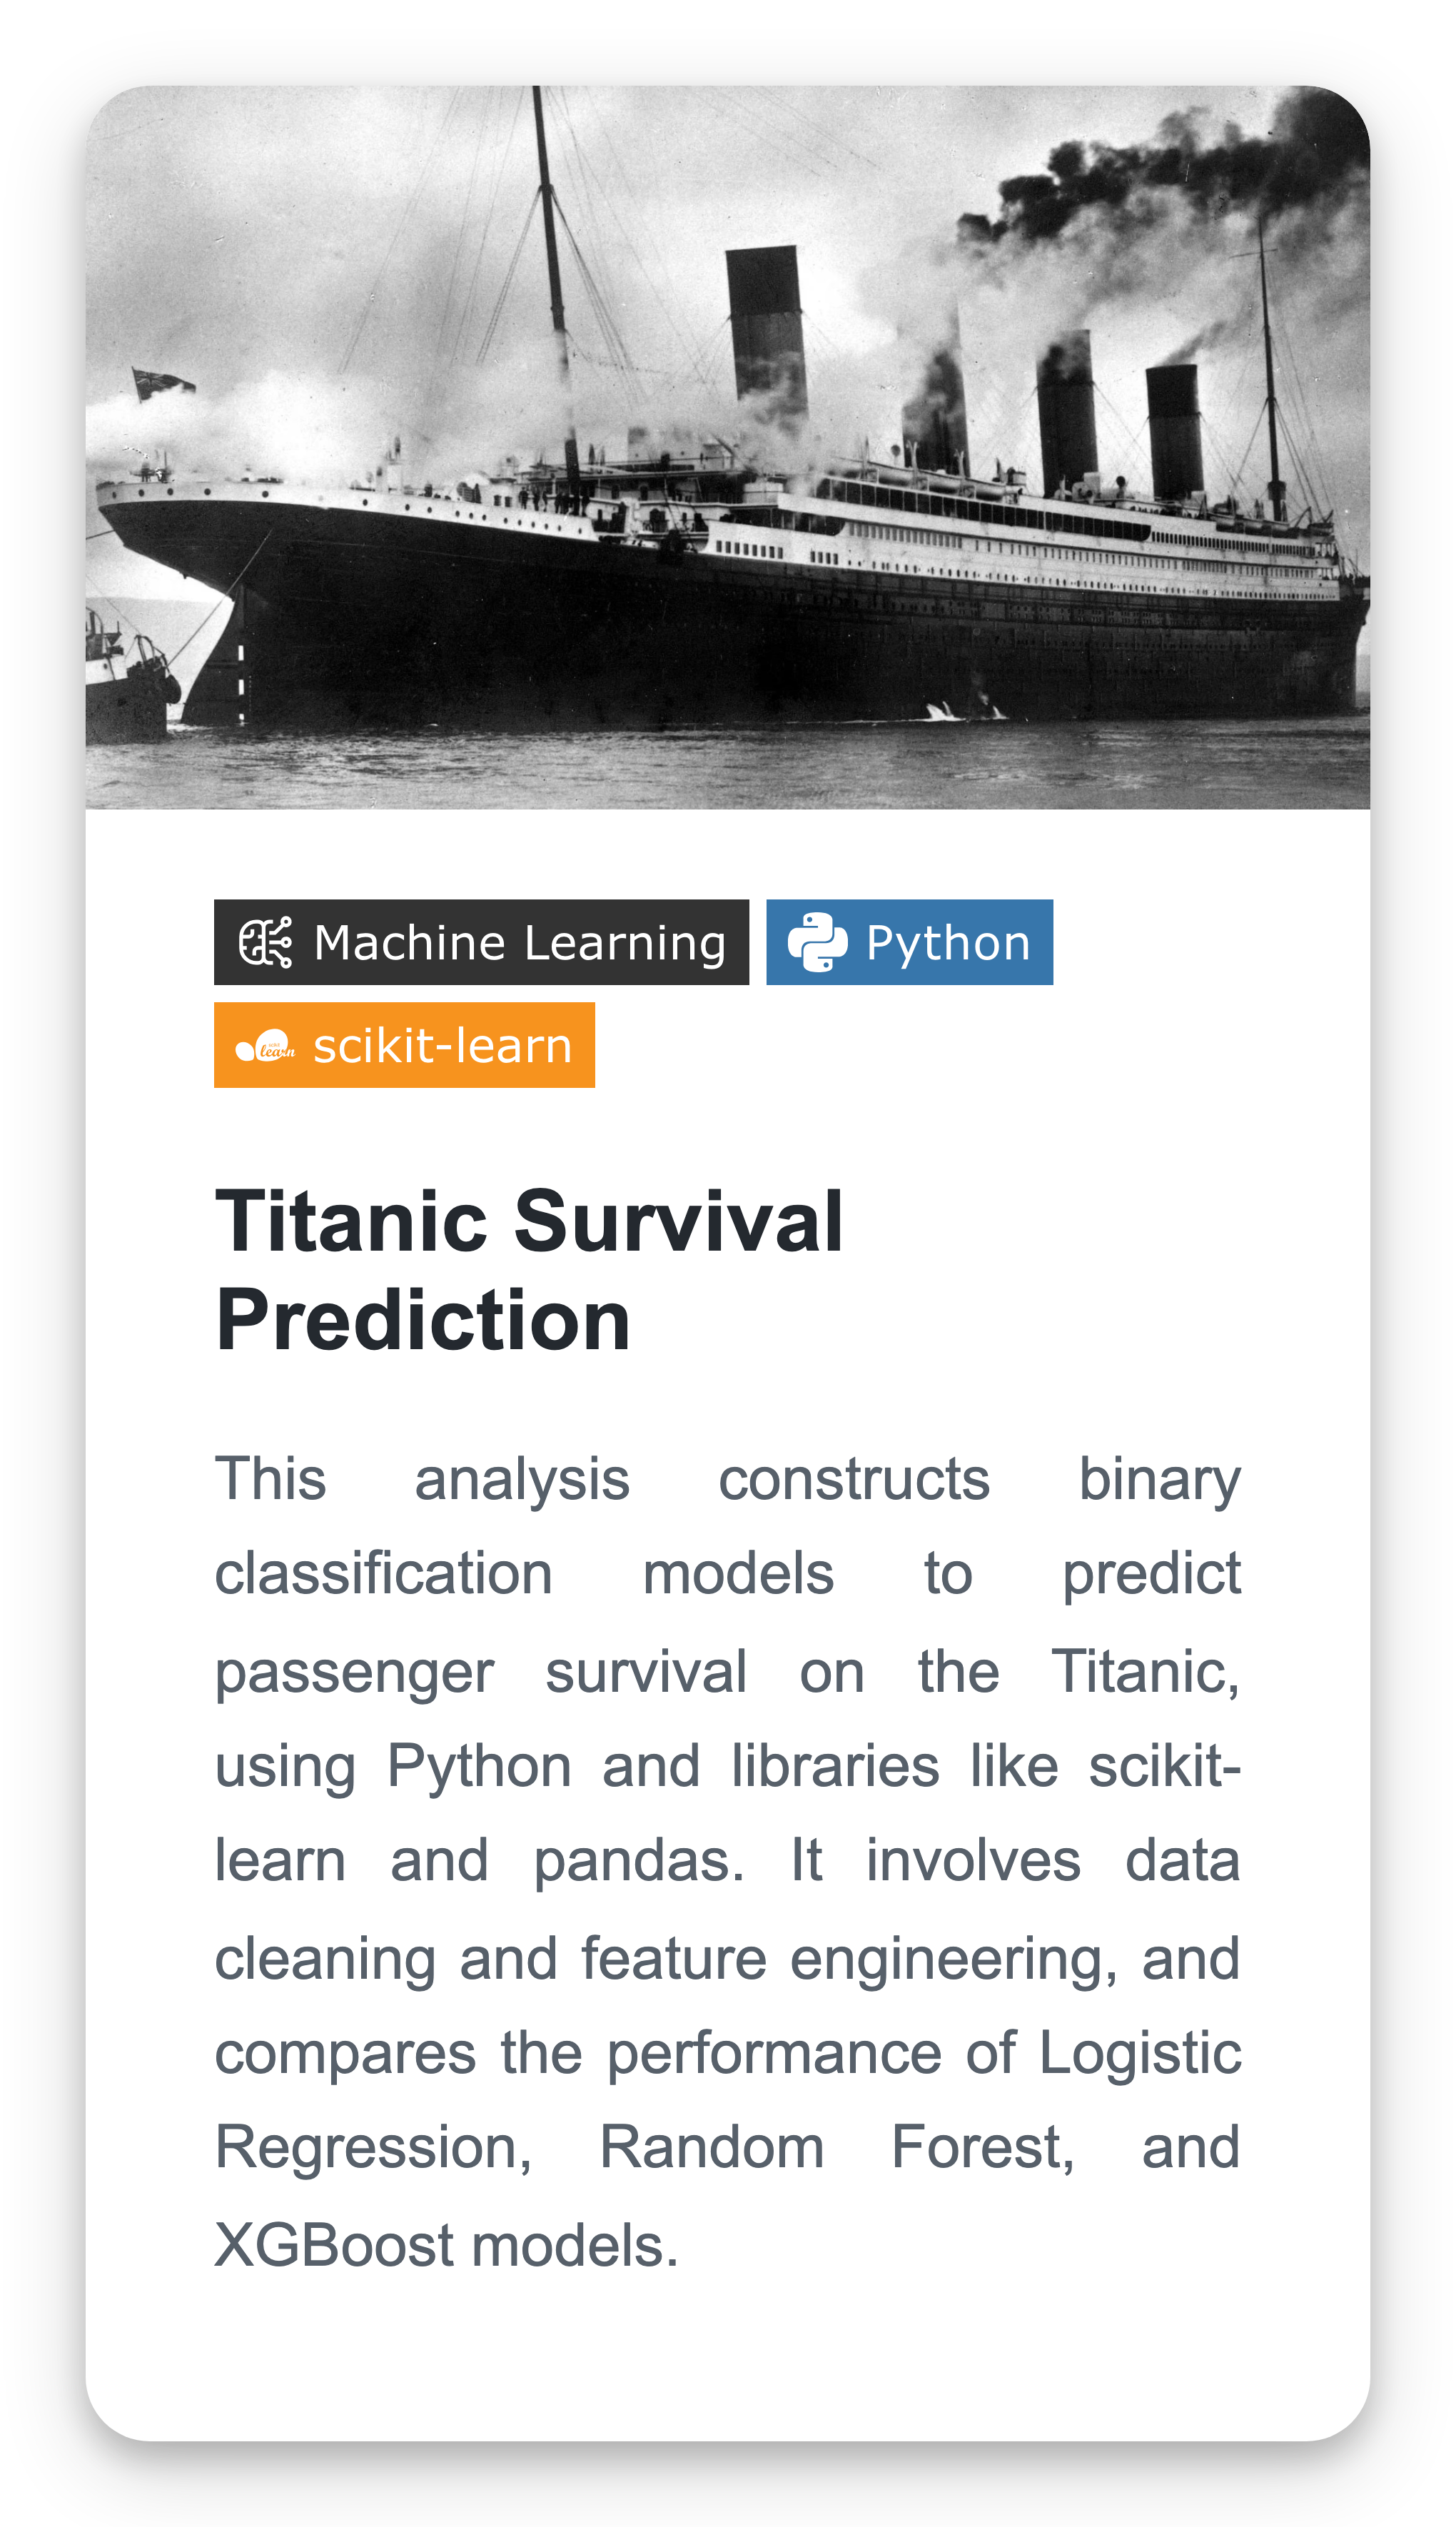 Machine Learning Python
scikit-learn
Titanic Survival
Prediction
This analysis constructs binary
classification models to predict
passenger survival on the Titanic,
using Python and libraries like scikit-
learn and pandas. It involves data
cleaning and feature engineering, and
compares the performance of Logistic
Regression, Random Forest, and
XGBoost models.